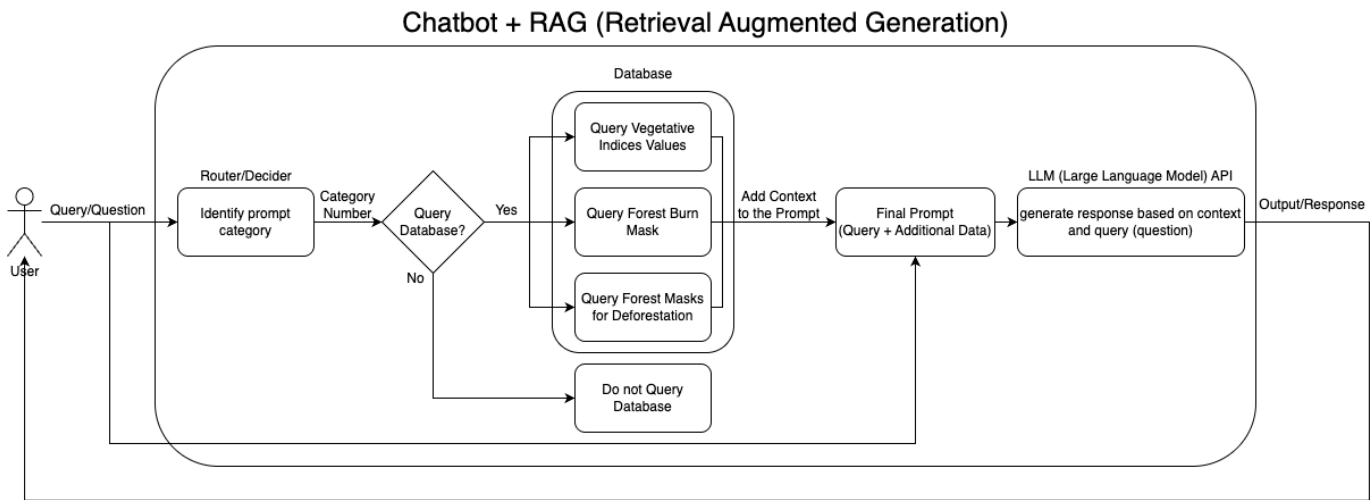 Chatbot + RAG (Retrieval Augmented Generation)
Database
Query Vegetative
Indices Values
Router/Decider
Category
Number
LLM (Large Language Model) API
Query/Question
Identify prompt
category
Query
Database?
Yes
Query Forest Burn
Mask
Add Context
to the Prompt
Final Prompt
(Query + Additional Data)
generate response based on context
and query (question)
Output/Response
User
No
Query Forest Masks
for Deforestation
Do not Query
Database